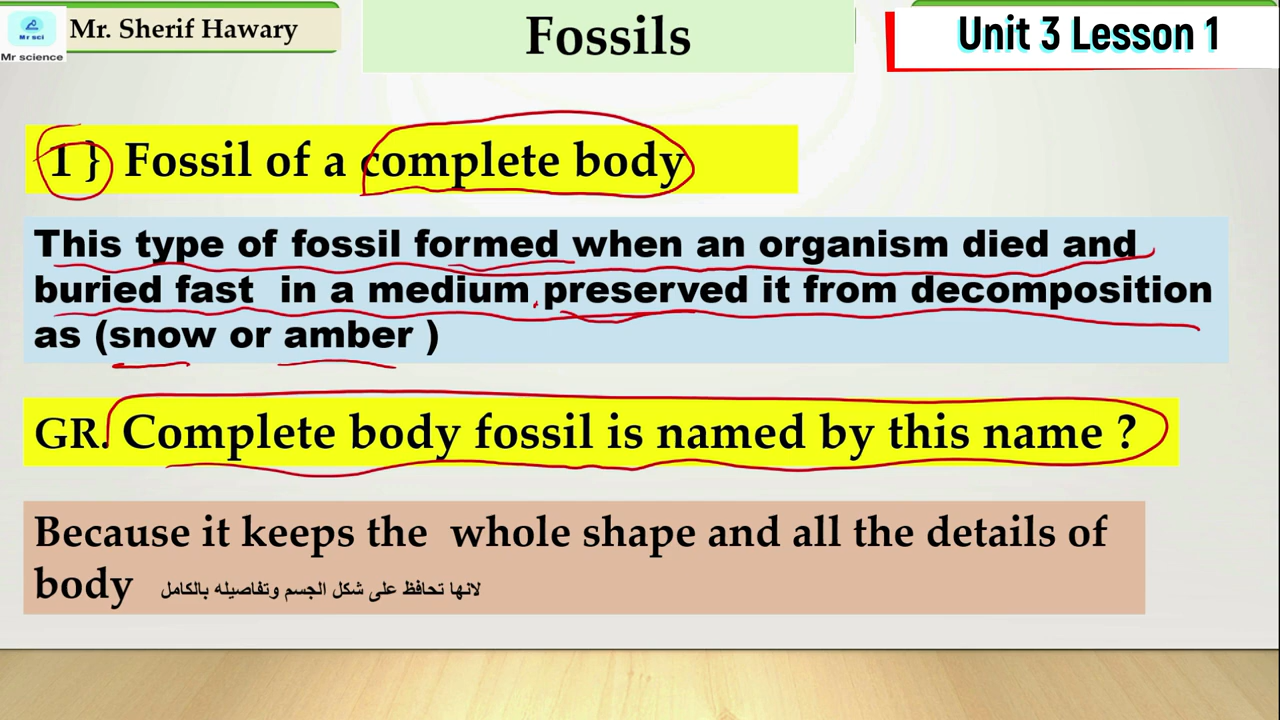 Mr sci
Mr science
Mr. Sherif Hawary
Fossils
Unit 3 Lesson 1
1 } Fossil of a complete body
This type of fossil formed when an organism died and
buried fast in a medium preserved it from decomposition
as (snow or amber )
GR. Complete body fossil is named by this name ?
Because it keeps the whole shape and all the details of
body لانها تحافظ على شكل الجسم وتفاصيله بالكامل